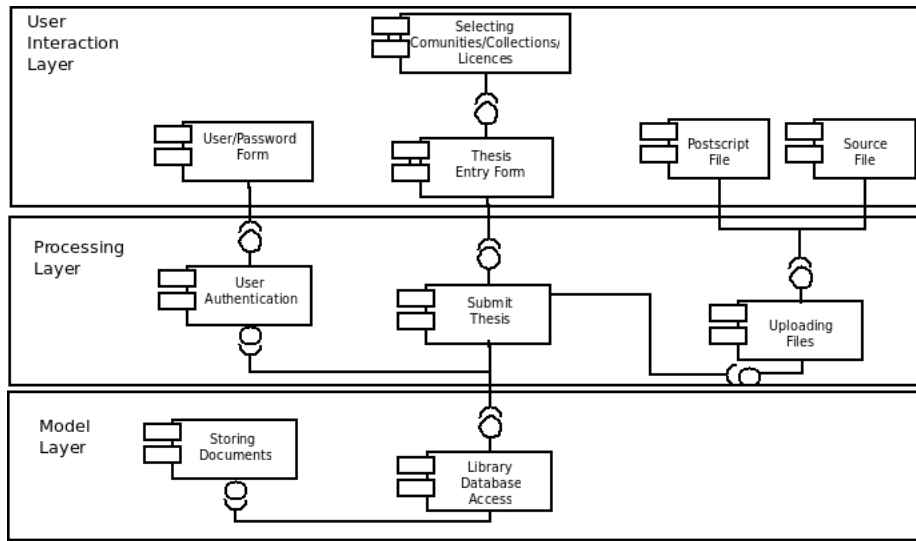 User
Interaction
Layer
Selecting
Comunities/Collections/
Licences
User/Password
Form
Thesis
Entry Form
Postscript
File
Source
File
Processing
Layer
User
Authentication
Submit
Thesis
Uploading
Files
Model
Layer
Storing
Documents
Library
Database
Access